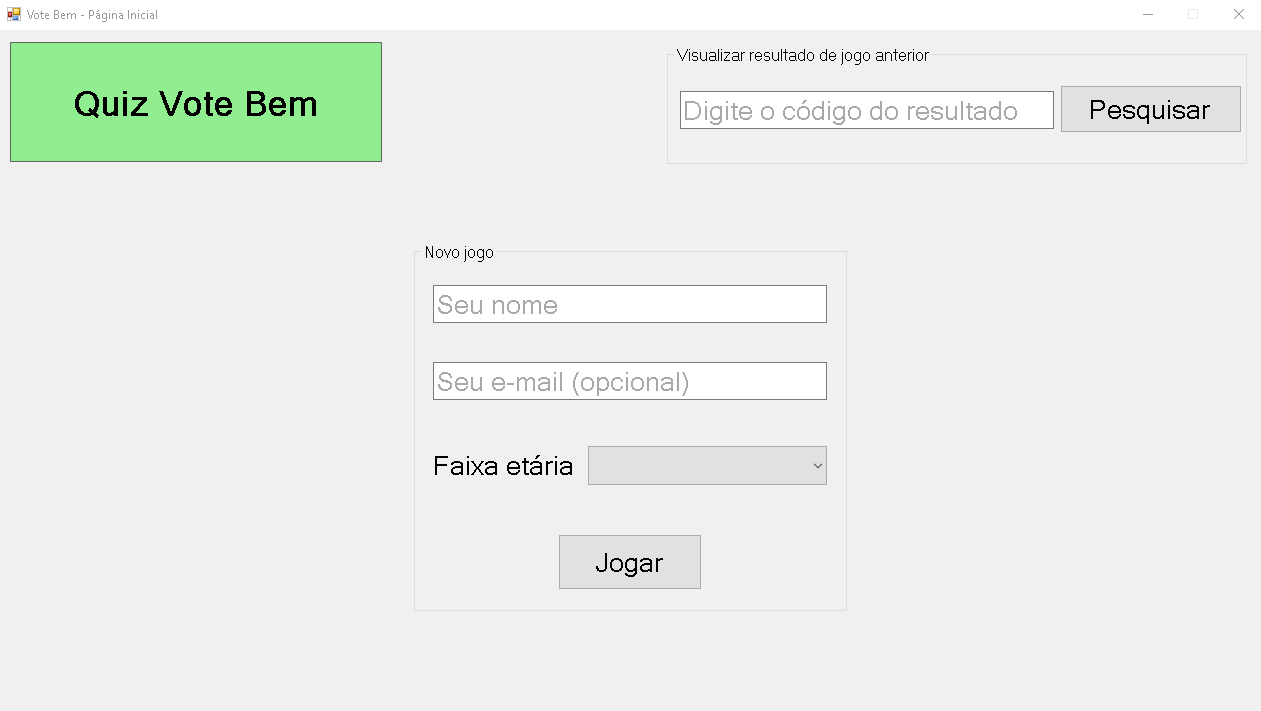 Vote Bem - Página Inicial
Quiz Vote Bem
Visualizar resultado de jogo anterior
Digite o código do resultado
Pesquisar
Novo jogo
Seu nome
Seu e-mail (opcional)
Faixa etária
Jogar